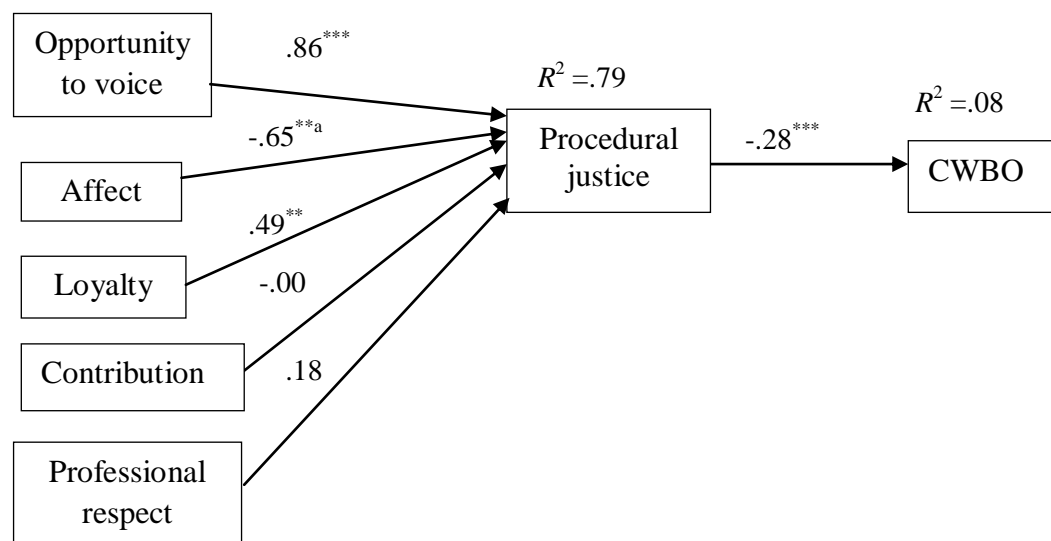 Opportunity
to voice
.86***
R² =.79
R² =.08
-.65**a
Procedural
justice
-.28***
CWBO
Affect
.49**
Loyalty
-.00
Contribution
.18
Professional
respect